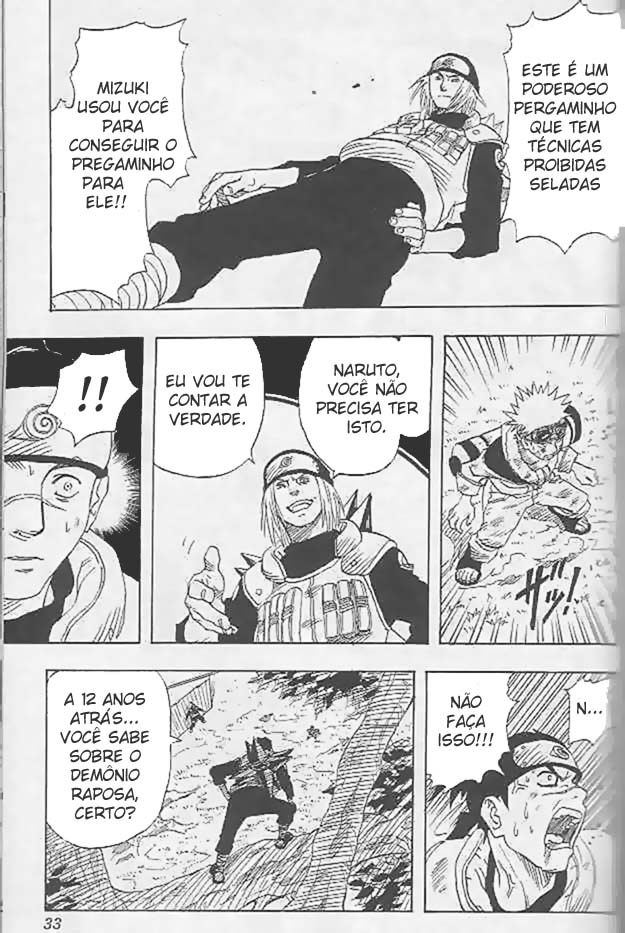 ESTE É UM
PODEROSO
PERGAMINHO
QUE TEM
TÉCNICAS
PROIBIDAS
SELADAS
MIZUKI
USOU VOCÊ
PARA
CONSEGUIR O
PREGAMINHO
PARA
ELE!!
ザッ!
NARUTO,
VOCÊ NÃO
PRECISA TER
ISTO.
EU VOU TE
CONTAR A
VERDADE.
!!
N...
NÃO
FAÇA
ISSO!!!
A 12 ANOS
ATRÁS...
VOCÊ SABE
SOBRE O
DEMÔNIO
RAPOSA,
CERTO?
33